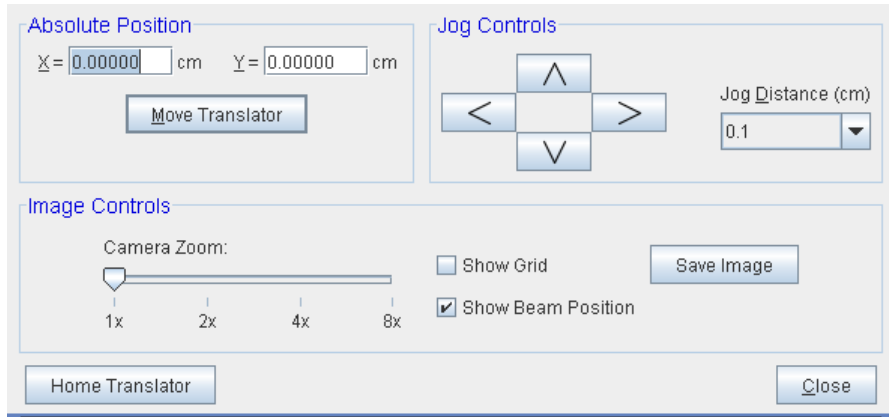 Absolute Position
X = 0.00000 cm Y = 0.00000 cm
Move Translator
Jog Controls
Jog Distance (cm)
0.1
Image Controls
Camera Zoom:
1x 2x 4x 8x
Show Grid
Show Beam Position
Save Image
Home Translator
Close